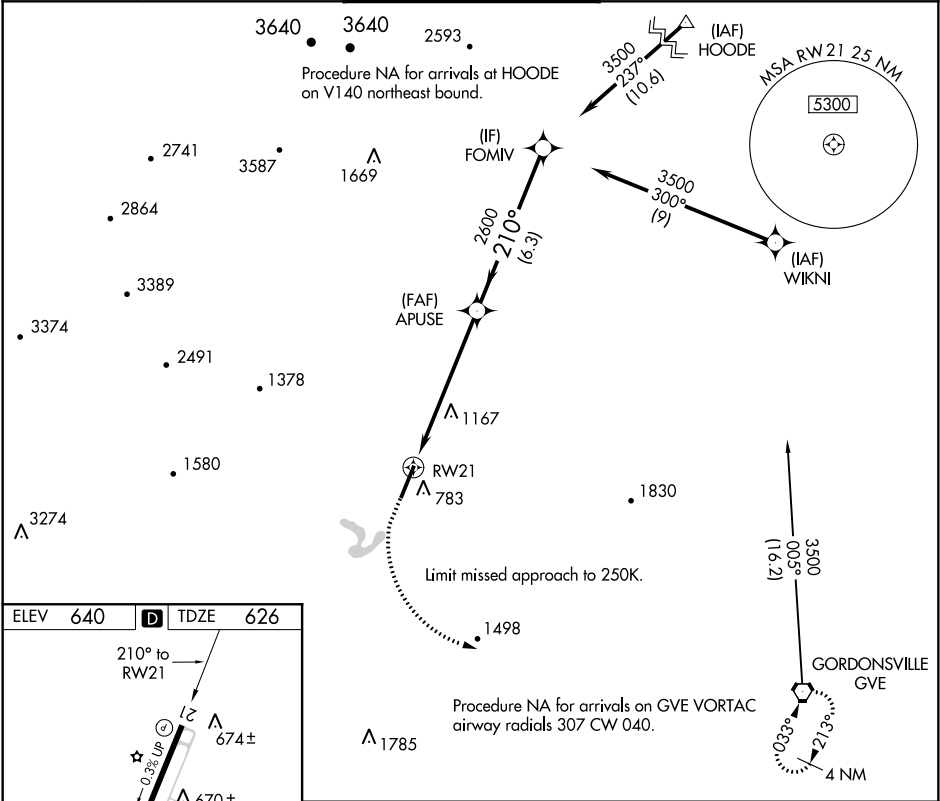 3640
3640
2593
Procedure NA for arrivals at HOODE
on V140 northeast bound.
(IAF)
HOODE
3500
237°
(10.6)
MSA RW21 25 NM
5300
(IF)
FOMIV
2741
3587
1669
2864
3500
300°
(9)
(IAF)
WIKNI
2600
210°
(6.3)
3389
(FAF)
APUSE
3374
2491
1378
1167
RW21
1580
783
1830
3274
3500
005°
(16.2)
Limit missed approach to 250K.
1498
ELEV 640
D
TDZE 626
210° to
RW21
21
P
674±
0.3% UP
670±
1785
Procedure NA for arrivals on GVE VORTAC
airway radials 307 CW 040.
GORDONSVILLE
GVE
033°
213°
4 NM